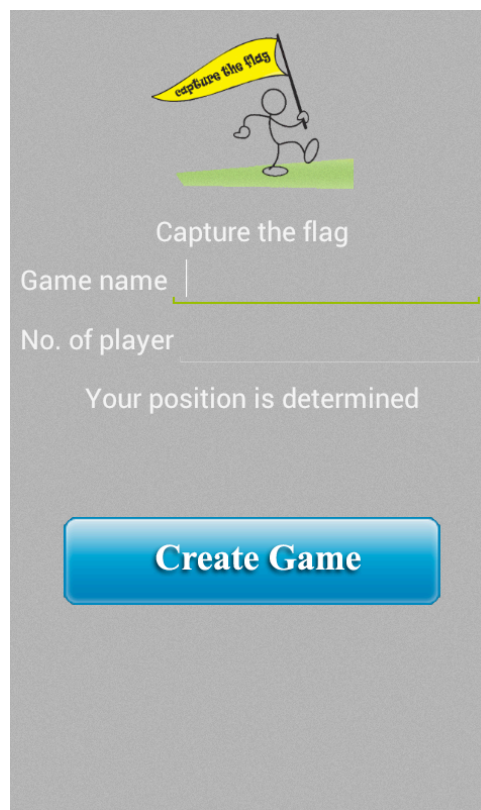 capture the flag
Capture the flag
Game name
No. of player
Your position is determined
Create Game